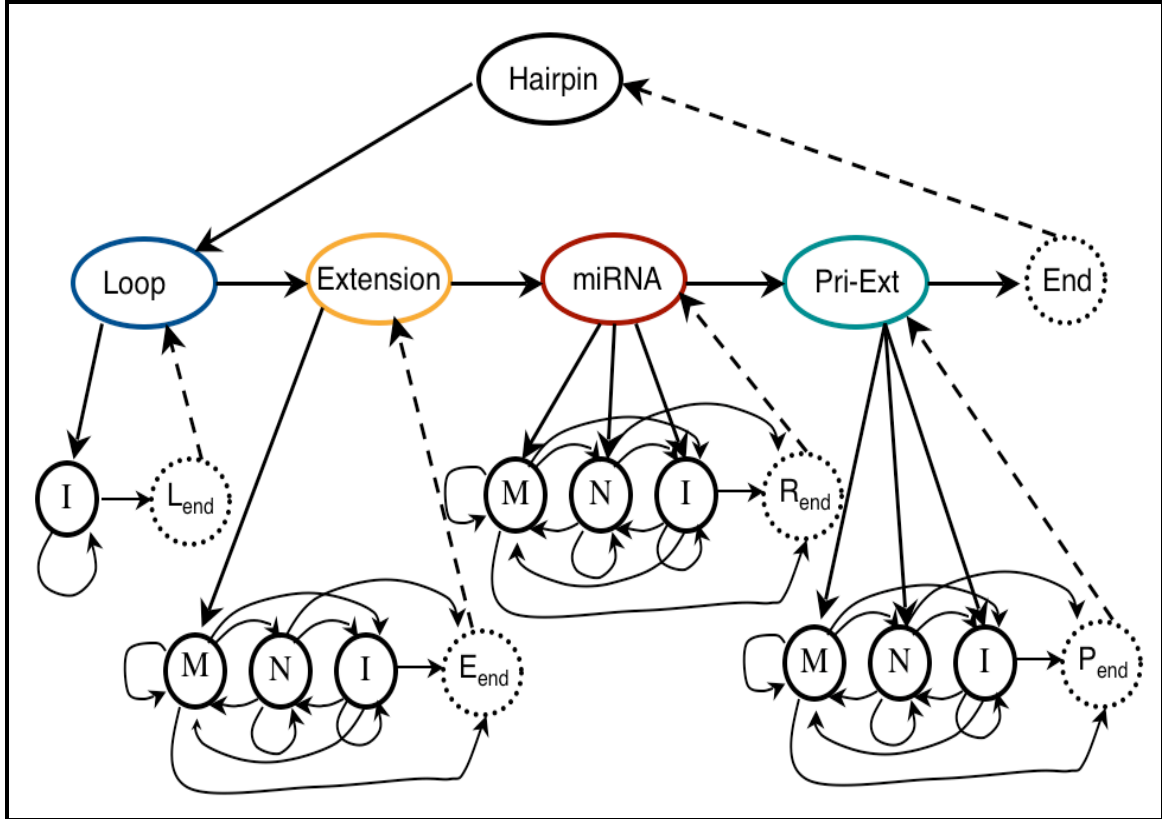 Hairpin
Loop
Extension
miRNA
Pri-Ext
End
I
Lend
M
N
I
Rend
M
N
I
Eend
M
N
I
Pend